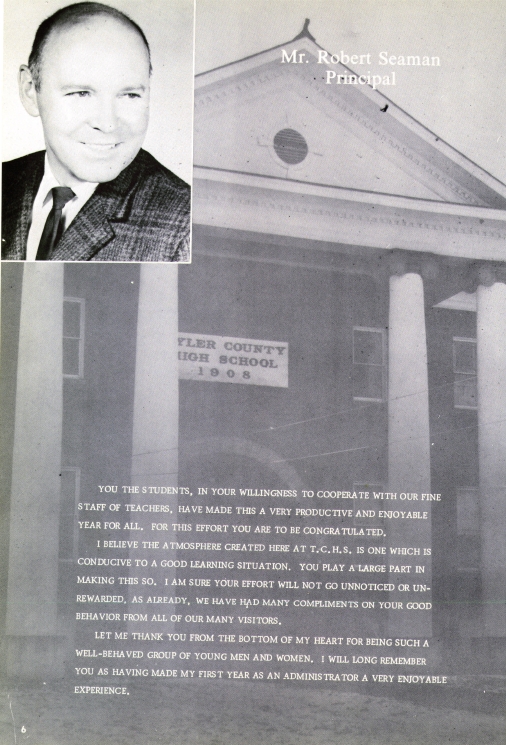 Mr. Robert Seaman
Principal
YLER COUNTY
HIGH SCHOOL
1908
YOU THE STUDENTS, IN YOUR WILLINGNESS TO COOPERATE WITH OUR FINE
STAFF OF TEACHERS, HAVE MADE THIS A VERY PRODUCTIVE AND ENJOYABLE
YEAR FOR ALL. FOR THIS EFFORT YOU ARE TO BE CONGRATULATED.
I BELIEVE THE ATMOSPHERE CREATED HERE AT T.C.H.S. IS ONE WHICH IS
CONDUCIVE TO A GOOD LEARNING SITUATION. YOU PLAY A LARGE PART IN
MAKING THIS SO. I AM SURE YOUR EFFORT WILL NOT GO UNNOTICED OR UN-
REWARDED, AS ALREADY, WE HAVE HAD MANY COMPLIMENTS ON YOUR GOOD
BEHAVIOR FROM ALL OF OUR MANY VISITORS.
LET ME THANK YOU FROM THE BOTTOM OF MY HEART FOR BEING SUCH A
WELL-BEHAVED GROUP OF YOUNG MEN AND WOMEN. I WILL LONG REMEMBER
YOU AS HAVING MADE MY FIRST YEAR AS AN ADMINISTRATOR A VERY ENJOYABLE
EXPERIENCE.
6